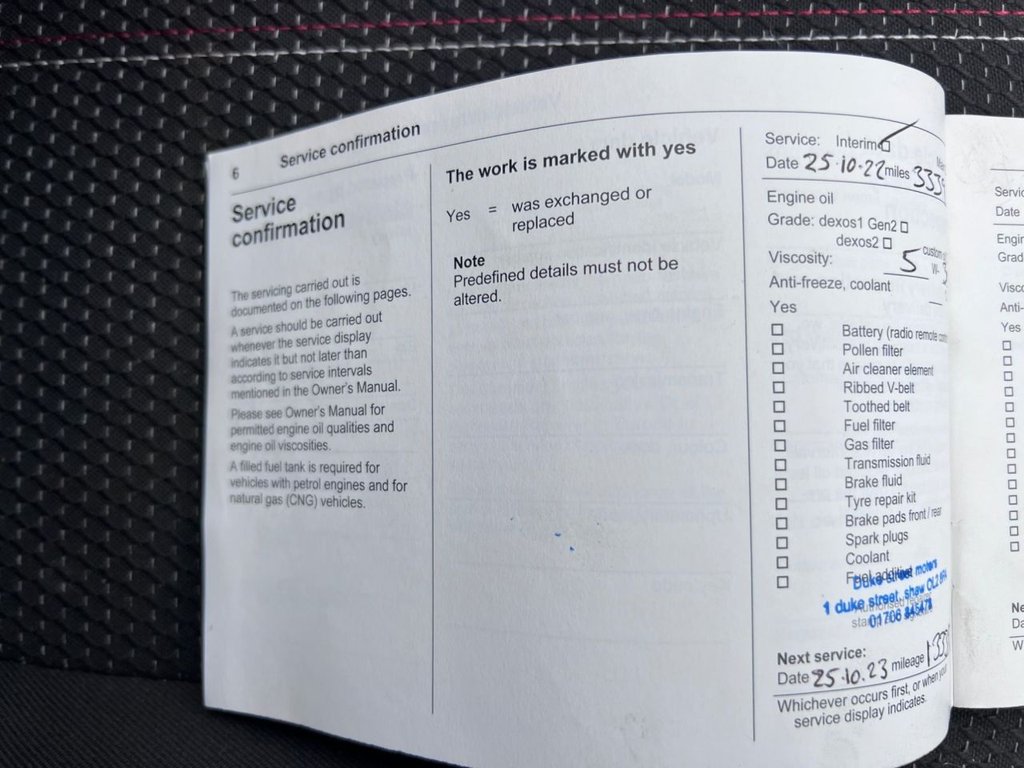 6 Service confirmation
Service
confirmation
The servicing carried out is
documented on the following pages.
A service should be carried out
whenever the service display
indicates it but not later than
according to service intervals
mentioned in the Owner's Manual.
Please see Owner's Manual for
permitted engine oil qualities and
engine oil viscosities.
A filled fuel tank is required for
vehicles with petrol engines and for
natural gas (CNG) vehicles.
The work is marked with yes
Yes = was exchanged or
replaced
Note
Predefined details must not be
altered.
Service: Interim
Date 25.10.22 miles 333
Engine oil
Grade: dexos1 Gen2
dexos2
Viscosity: 5 W-
Anti-freeze, coolant
Yes
Battery (radio remote
Pollen filter
Air cleaner element
Ribbed V-belt
Toothed belt
Fuel filter
Gas filter
Transmission fluid
Brake fluid
Tyre repair kit
Brake pads front / rear
Spark plugs
Coolant
Fuel additive
Duke street motors
1 duke street, shaw OL2
01706
Next service:
Date 25.10.23 mileage 1333
Whichever occurs first, or when your
service display indicates.
Date
Yes